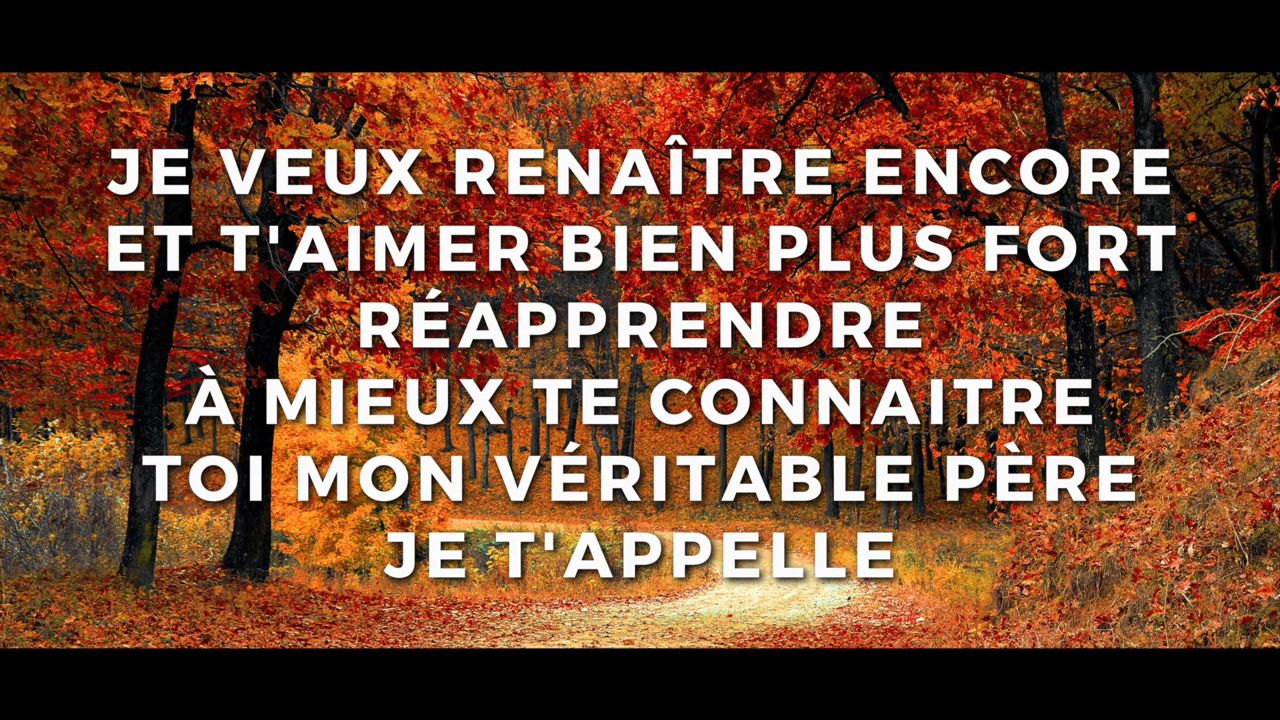 JE VEUX RENAÎTRE ENCORE
ET T'AIMER BIEN PLUS FORT
RÉAPPRENDRE
À MIEUX TE CONNAITRE
TOI MON VÉRITABLE PÈRE
JE T'APPELLE